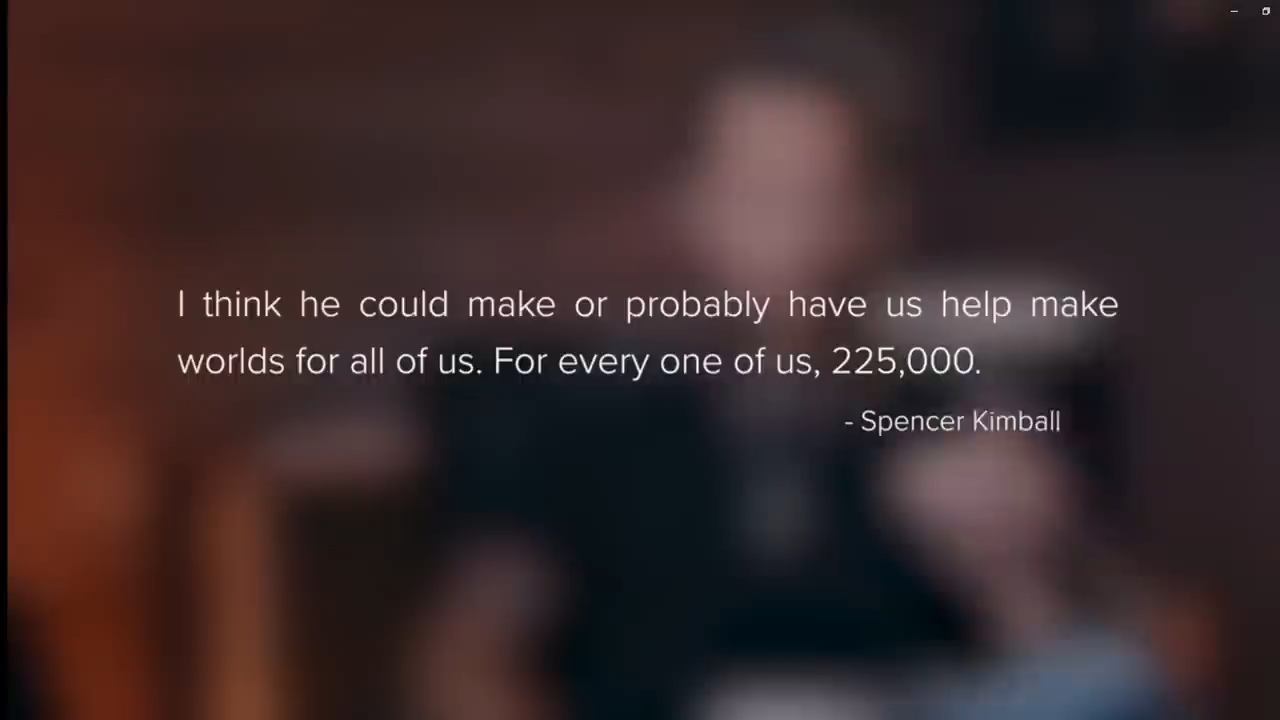 I think he could make or probably have us help make
worlds for all of us. For every one of us, 225,000.
- Spencer Kimball